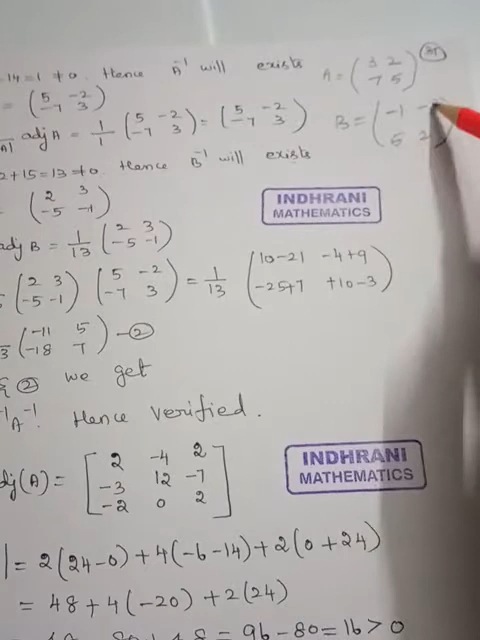 14=1≠0. Hence A⁻¹ will exists A = (3 2
7 5)
= (5 -2
-7 3)
adj A = 1/1 (5 -2
-7 3) = (5 -2
-7 3) B = (-1
5 2
2+15=13≠0. Hence B⁻¹ will exists
(2 3
-5 -1)
INDHRANI
MATHEMATICS
adj B = 1/13 (2 3
-5 -1)
(2 3
-5 -1) (5 -2
-7 3) = 1/13 (10-21 -4+9
-25+7 +10-3)
(-11 5
-18 7) -②
② we get
A⁻¹. Hence verified.
(A) = [2 -4 2
-3 12 -7
-2 0 2]
INDHRANI
MATHEMATICS
= 2(24-0)+4(-6-14)+2(0+24)
= 48+4(-20)+2(24)
= 96-80=16>0